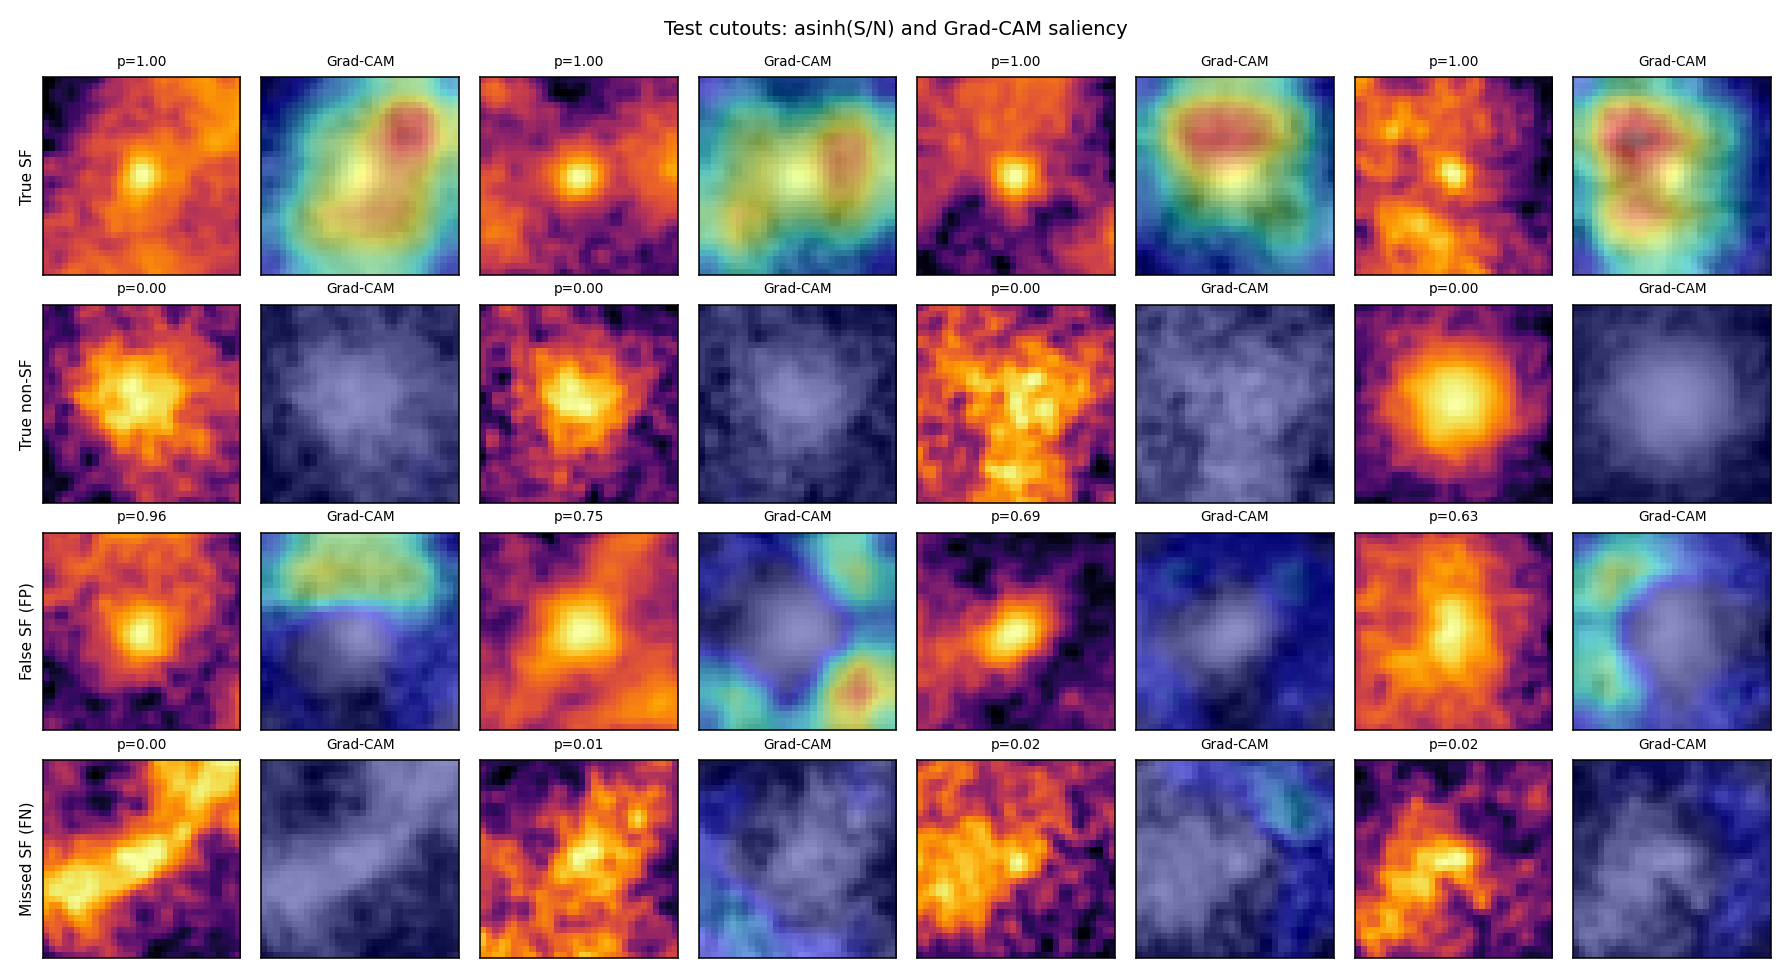 Test cutouts: asinh(S/N) and Grad-CAM saliency
p=1.00 Grad-CAM p=1.00 Grad-CAM p=1.00 Grad-CAM p=1.00 Grad-CAM
True SF
p=0.00 Grad-CAM p=0.00 Grad-CAM p=0.00 Grad-CAM p=0.00 Grad-CAM
True non-SF
p=0.96 Grad-CAM p=0.75 Grad-CAM p=0.69 Grad-CAM p=0.63 Grad-CAM
False SF (FP)
p=0.00 Grad-CAM p=0.01 Grad-CAM p=0.02 Grad-CAM p=0.02 Grad-CAM
Missed SF (FN)